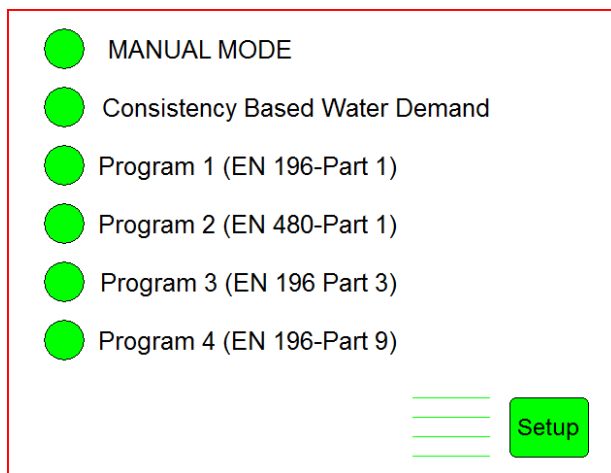 MANUAL MODE
Consistency Based Water Demand
Program 1 (EN 196-Part 1)
Program 2 (EN 480-Part 1)
Program 3 (EN 196 Part 3)
Program 4 (EN 196-Part 9)
Setup